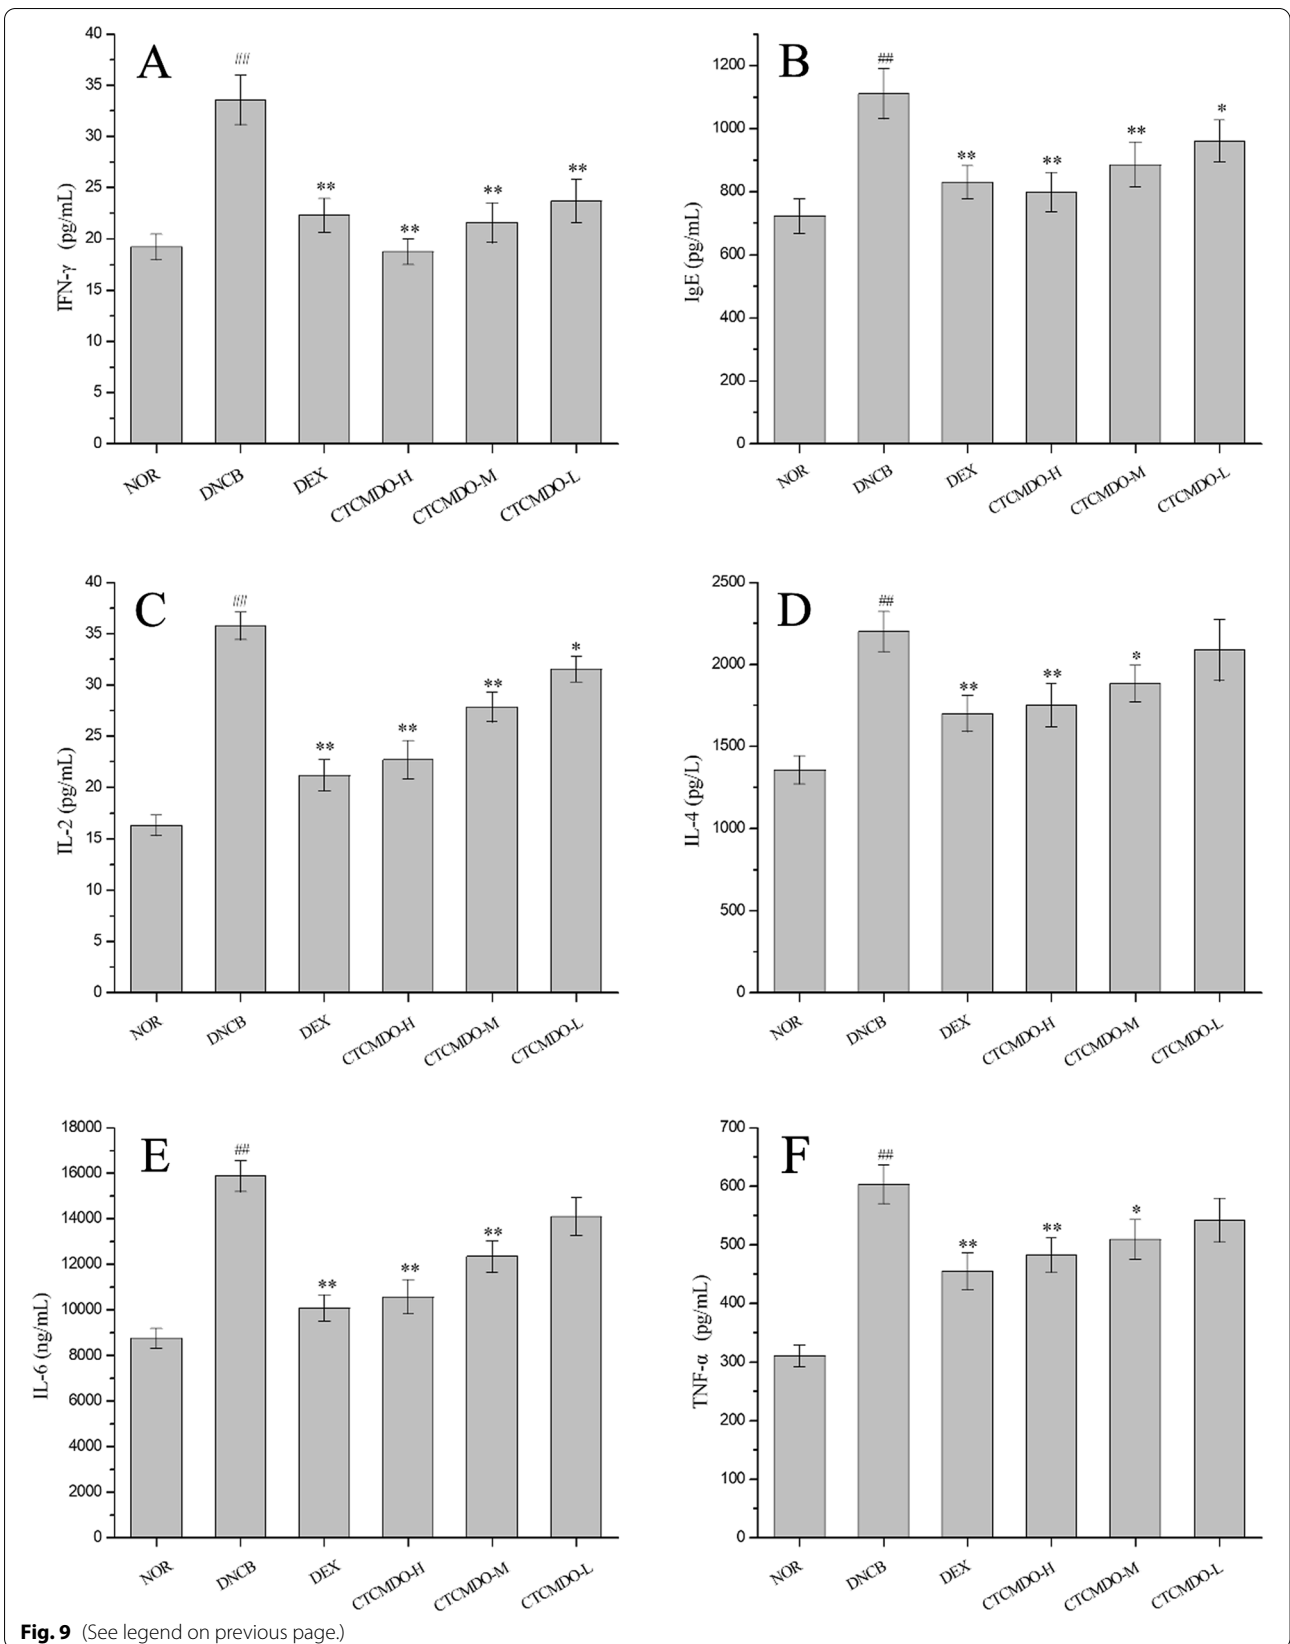 A
##
**
**
**
**
IFN-γ (pg/mL)
40
35
30
25
20
15
10
5
0
NOR
DNCB
DEX
CTCMDO-H
CTCMDO-M
CTCMDO-L
B
##
**
**
**
*
IgE (pg/mL)
1200
1000
800
600
400
200
0
NOR
DNCB
DEX
CTCMDO-H
CTCMDO-M
CTCMDO-L
C
##
**
**
**
*
IL-2 (pg/mL)
40
35
30
25
20
15
10
5
0
NOR
DNCB
DEX
CTCMDO-H
CTCMDO-M
CTCMDO-L
D
##
**
**
*
IL-4 (pg/L)
2500
2000
1500
1000
500
0
NOR
DNCB
DEX
CTCMDO-H
CTCMDO-M
CTCMDO-L
E
##
**
**
**
IL-6 (ng/mL)
18000
16000
14000
12000
10000
8000
6000
4000
2000
0
NOR
DNCB
DEX
CTCMDO-H
CTCMDO-M
CTCMDO-L
F
##
**
**
*
TNF-α (pg/mL)
700
600
500
400
300
200
100
0
NOR
DNCB
DEX
CTCMDO-H
CTCMDO-M
CTCMDO-L
Fig. 9 (See legend on previous page.)